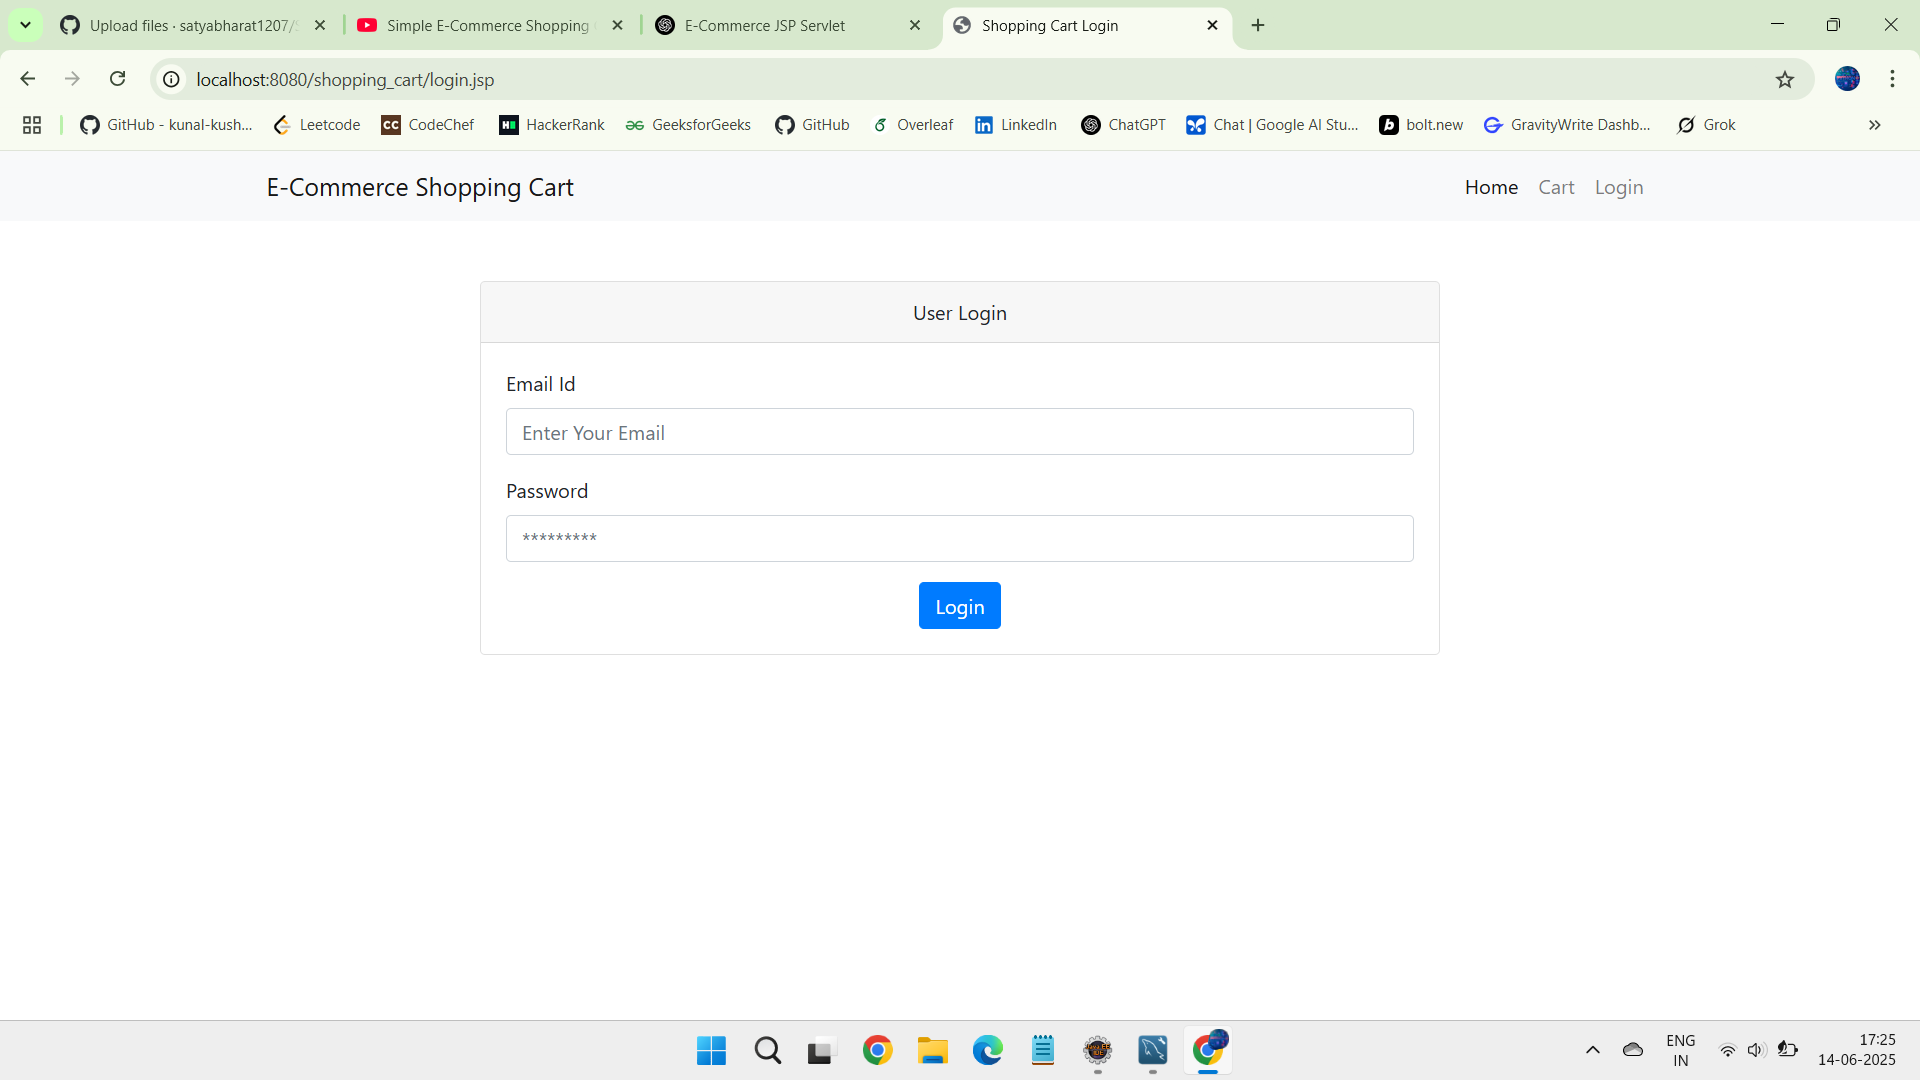 Upload files · satyabharat1207/S
Simple E-Commerce Shopping
E-Commerce JSP Servlet
Shopping Cart Login
localhost:8080/shopping_cart/login.jsp
GitHub - kunal-kush...
Leetcode
CC
CodeChef
H
HackerRank
GeeksforGeeks
GitHub
Overleaf
in
LinkedIn
ChatGPT
Chat | Google AI Stu...
b
bolt.new
GravityWrite Dashb...
Grok
E-Commerce Shopping Cart
Home
Cart
Login
User Login
Email Id
Enter Your Email
Password
*********
Login
ENG
IN
17:25
14-06-2025